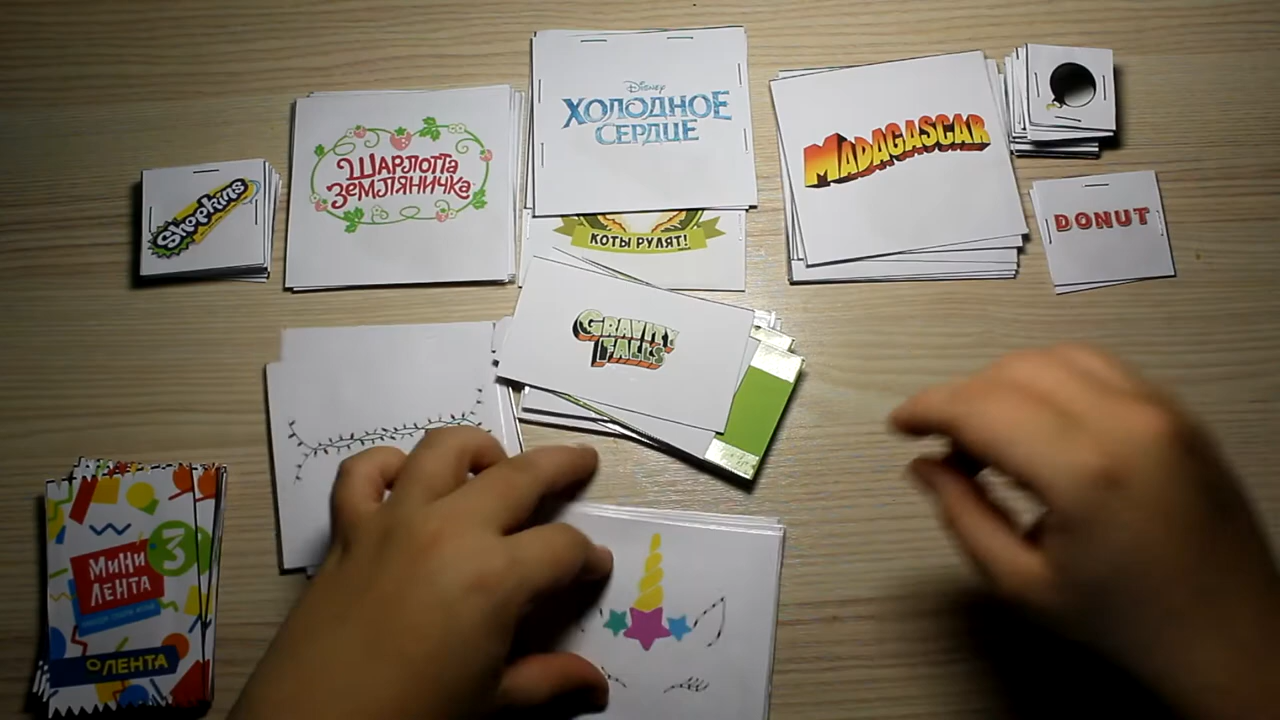 Disney
ХОЛОДНОЕ
СЕРДЦЕ
MADAGASCAR
Шарлотта
Земляничка
Shopkins
DONUT
КОТЫ РУЛЯТ!
GRAVITY
FALLS
3
МИНИ
ЛЕНТА
ЛЕНТА